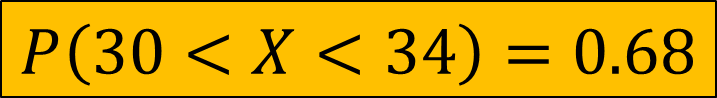 P(30 < X < 34) = 0.68